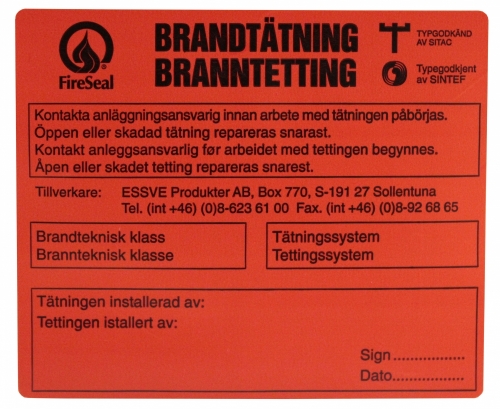 FireSeal
BRANDTÄTNING
BRANNTETTING
TYPGODKÄND
AV SITAC
Typegodkjent
av SINTEF
Kontakta anläggningsansvarig innan arbete med tätningen påbörjas.
Öppen eller skadad tätning repareras snarast.
Kontakt anleggsansvarlig før arbeidet med tettingen begynnes.
Åpen eller skadet tetting repareras snarest.
Tillverkare: ESSVE Produkter AB, Box 770, S-191 27 Sollentuna
Tel. (int +46) (0)8-623 61 00 Fax. (int +46) (0)8-92 68 65
Brandteknisk klass
Brannteknisk klasse
Tätningssystem
Tettingssystem
Tätningen installerad av:
Tettingen istallert av:
Sign.................
Dato.................